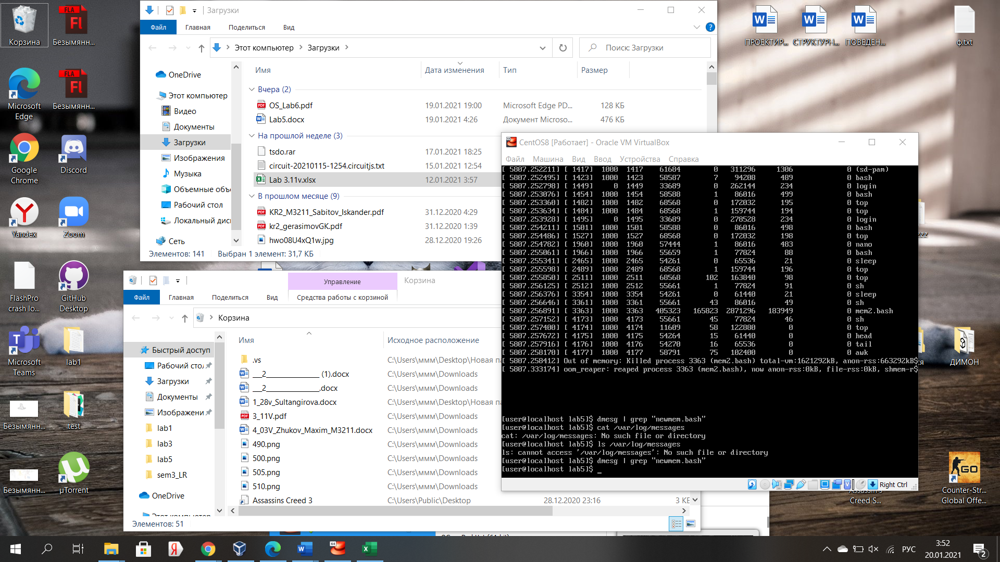 Корзина
Безымянн...
Microsoft Edge
Безымянн...
Google Chrome
Discord
Yandex
Zoom
FlashPro crash lo...
GitHub Desktop
Microsoft Teams
lab1
Безымянн...
test
Безымянн...
µTorrent
Загрузки
Файл Главная Поделиться Вид
Этот компьютер Загрузки
Поиск: Загрузки
OneDrive
Этот компьютер
Видео
Документы
Загрузки
Изображения
Музыка
Объемные объ
Рабочий стол
Локальный дис
Сеть
Имя Дата изменения Тип Размер
Вчера (2)
OS_Lab6.pdf 19.01.2021 19:00 Microsoft Edge PD... 128 КБ
Lab5.docx 19.01.2021 4:26 Документ Microso... 476 КБ
На прошлой неделе (3)
tsdo.rar 17.01.2021 18:25
circuit-20210115-1254.circuitjs.txt 15.01.2021 12:54
Lab 3.11v.xlsx 12.01.2021 3:57
В прошлом месяце (9)
KR2_M3211_Sabitov_Iskander.pdf 31.12.2020 4:29
kr2_gerasimovGK.pdf 31.12.2020 1:39
hwo08U4xQ1w.jpg 28.12.2020 19:26
Элементов: 141 Выбран 1 элемент: 31,7 КБ
Управление Корзина
Файл Главная Поделиться Вид Средства работы с корзиной
Корзина
Быстрый доступ
Рабочий стол
Загрузки
Документы
Изображени
lab1
lab3
lab5
sem3_LR
OneDrive
Этот компьютер
Имя Исходное расположение
.vs C:\Users\ммм\Desktop\Новая па
__2______________ (1).docx C:\Users\ммм\Downloads
__2______________.docx C:\Users\ммм\Downloads
1_28v_Sultangirova.docx C:\Users\ммм\Desktop\Новая па
3_11V.pdf C:\Users\ммм\Downloads
4_03V_Zhukov_Maxim_M3211.docx C:\Users\ммм\Downloads
490.png C:\Users\ммм\Downloads
500.png C:\Users\ммм\Downloads
505.png C:\Users\ммм\Downloads
510.png C:\Users\ммм\Downloads
Assassins Creed 3 C:\Users\Public\Desktop 28.12.2020 23:16 3 КБ
Элементов: 51
CentOS8 [Работает] - Oracle VM VirtualBox
Файл Машина Вид Ввод Устройства Справка
[ 5807.252211] [ 1417] 1000 1417 61684 0 311296 1306 0 (sd-pam)
[ 5807.252495] [ 1423] 1000 1423 58587 7 94208 489 0 bash
[ 5807.252798] [ 1449] 0 1449 33689 0 262144 234 0 login
[ 5807.253076] [ 1454] 1000 1454 58588 1 86016 499 0 bash
[ 5807.253360] [ 1482] 1000 1482 68568 0 172032 195 0 top
[ 5807.253634] [ 1484] 1000 1484 68568 1 159744 194 0 top
[ 5807.253928] [ 1495] 0 1495 33689 0 278528 234 0 login
[ 5807.254211] [ 1501] 1000 1501 58588 0 86016 498 0 bash
[ 5807.254486] [ 1527] 1000 1527 68568 0 172032 198 0 top
[ 5807.254782] [ 1960] 1000 1960 57444 1 86016 483 0 nano
[ 5807.255061] [ 1966] 1000 1966 55659 1 77824 88 0 bash
[ 5807.255341] [ 2465] 1000 2465 54261 0 65536 21 0 sleep
[ 5807.255598] [ 2489] 1000 2489 68568 1 159744 196 0 top
[ 5807.255850] [ 2511] 1000 2511 68568 102 163840 98 0 top
[ 5807.256125] [ 2512] 1000 2512 55661 1 77824 91 0 sh
[ 5807.256376] [ 3354] 1000 3354 54261 0 61440 21 0 sleep
[ 5807.256646] [ 3361] 1000 3361 55661 43 86016 49 0 sh
[ 5807.256891] [ 3363] 1000 3363 405323 165823 2871296 183949 0 mem2.bash
[ 5807.257152] [ 4173] 1000 4173 55661 45 77824 46 0 sh
[ 5807.257400] [ 4174] 1000 4174 11609 58 122880 0 0 top
[ 5807.257672] [ 4175] 1000 4175 54264 15 61440 0 0 head
[ 5807.257916] [ 4176] 1000 4176 54270 16 65536 0 0 tail
[ 5807.258170] [ 4177] 1000 4177 58791 75 102400 0 0 awk
[ 5807.258412] Out of memory: Killed process 3363 (mem2.bash) total-vm:1621292kB, anon-rss:663292kB$
[ 5807.333174] oom_reaper: reaped process 3363 (mem2.bash), now anon-rss:0kB, file-rss:0kB, shmem-r$
[user@localhost lab5]$ dmesg | grep "newmem.bash"
[user@localhost lab5]$ cat /var/log/messages
cat: /var/log/messages: No such file or directory
[user@localhost lab5]$ ls /var/log/messages
ls: cannot access '/var/log/messages': No such file or directory
[user@localhost lab5]$ dmesg | grep "newmem.bash"
[user@localhost lab5]$ _
Right Ctrl
ПРОЕКТИР...
СТРУКТУРН...
ПОВЕДЕН...
ф.txt
ДИМОН
Creed S...
Counter-Str... Global Offe...
РУС
3:52
20.01.2021
2